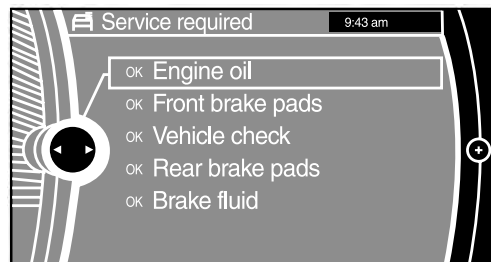 Service required 9:43 am
OK Engine oil
OK Front brake pads
OK Vehicle check
OK Rear brake pads
OK Brake fluid